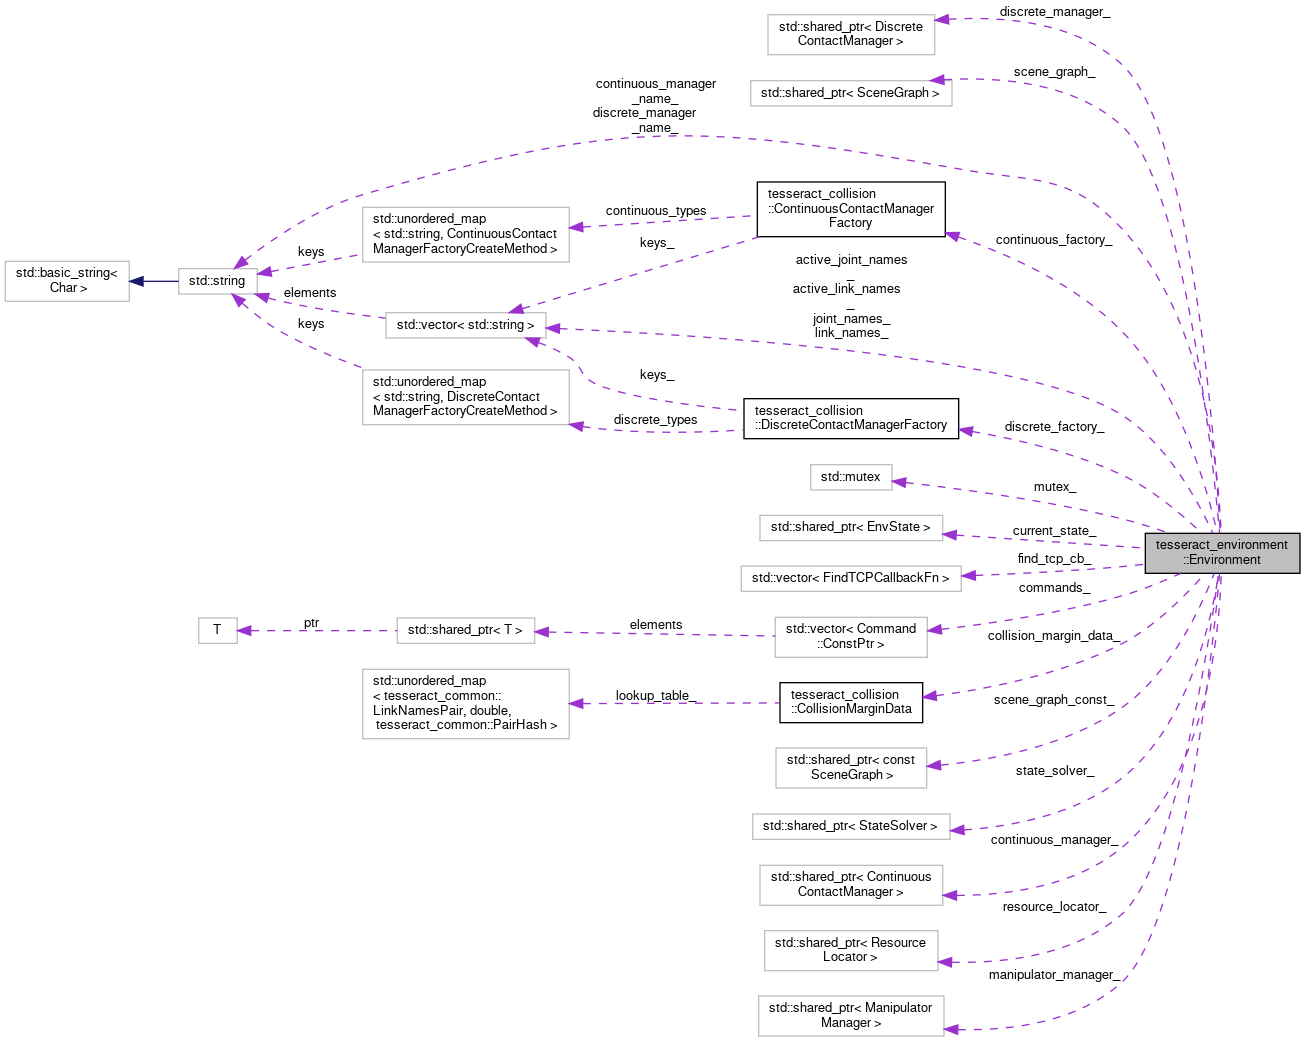 discrete_manager_
std::shared_ptr< Discrete
ContactManager >
scene_graph_
std::shared_ptr< SceneGraph >
continuous_manager
_name_
discrete_manager
_name_
tesseract_collision
::ContinuousContactManager
Factory
continuous_types
std::unordered_map
< std::string, ContinuousContact
ManagerFactoryCreateMethod >
keys_
continuous_factory_
keys
std::basic_string<
Char >
std::string
elements
active_joint_names
_
active_link_names
_
joint_names_
link_names_
std::vector< std::string >
keys
std::unordered_map
< std::string, DiscreteContact
ManagerFactoryCreateMethod >
keys_
discrete_types
tesseract_collision
::DiscreteContactManagerFactory
discrete_factory_
std::mutex
mutex_
std::shared_ptr< EnvState >
current_state_
tesseract_environment
::Environment
std::vector< FindTCPCallbackFn >
find_tcp_cb_
commands_
T
ptr
std::shared_ptr< T >
elements
std::vector< Command
::ConstPtr >
collision_margin_data_
std::unordered_map
< tesseract_common::
LinkNamesPair, double,
tesseract_common::PairHash >
lookup_table_
tesseract_collision
::CollisionMarginData
scene_graph_const_
std::shared_ptr< const
SceneGraph >
state_solver_
std::shared_ptr< StateSolver >
continuous_manager_
std::shared_ptr< Continuous
ContactManager >
resource_locator_
std::shared_ptr< Resource
Locator >
manipulator_manager_
std::shared_ptr< Manipulator
Manager >